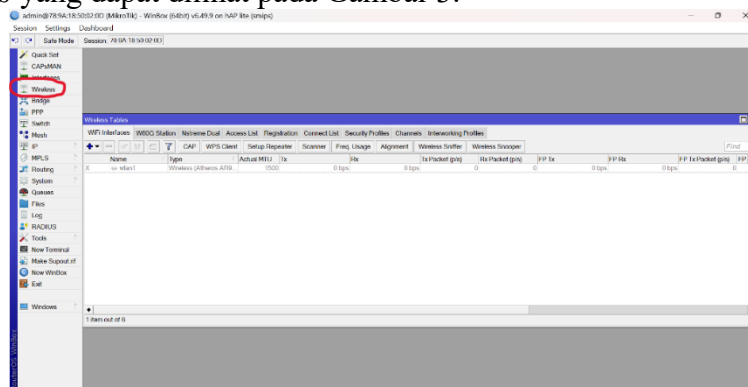 yang dapat dilihat pada Gambar 3.
admin@78:9A:18:50:02:0D (MikroTik) - WinBox (64bit) v6.49.9 on hAP lite (smips)
Session Settings Dashboard
Safe Mode Session: 78:9A:18:50:02:0D
Quick Set
CAPsMAN
Interfaces
Wireless
Bridge
PPP
Switch
Mesh
IP
MPLS
Routing
System
Queues
Files
Log
RADIUS
Tools
New Terminal
Make Supout.rif
New WinBox
Exit
Windows
RouterOS WinBox
Wireless Tables
WiFi Interfaces W60G Station Nstreme Dual Access List Registration Connect List Security Profiles Channels Interworking Profiles
CAP WPS Client Setup Repeater Scanner Freq. Usage Alignment Wireless Sniffer Wireless Snooper Find
Name Type Actual MTU Tx Rx Tx Packet (p/s) Rx Packet (p/s) FP Tx FP Rx FP Tx Packet (p/s) FP
X wlan1 Wireless (Atheros AR9... 1500 0 bps 0 bps 0 0 0 bps 0 bps 0
1 item out of 6